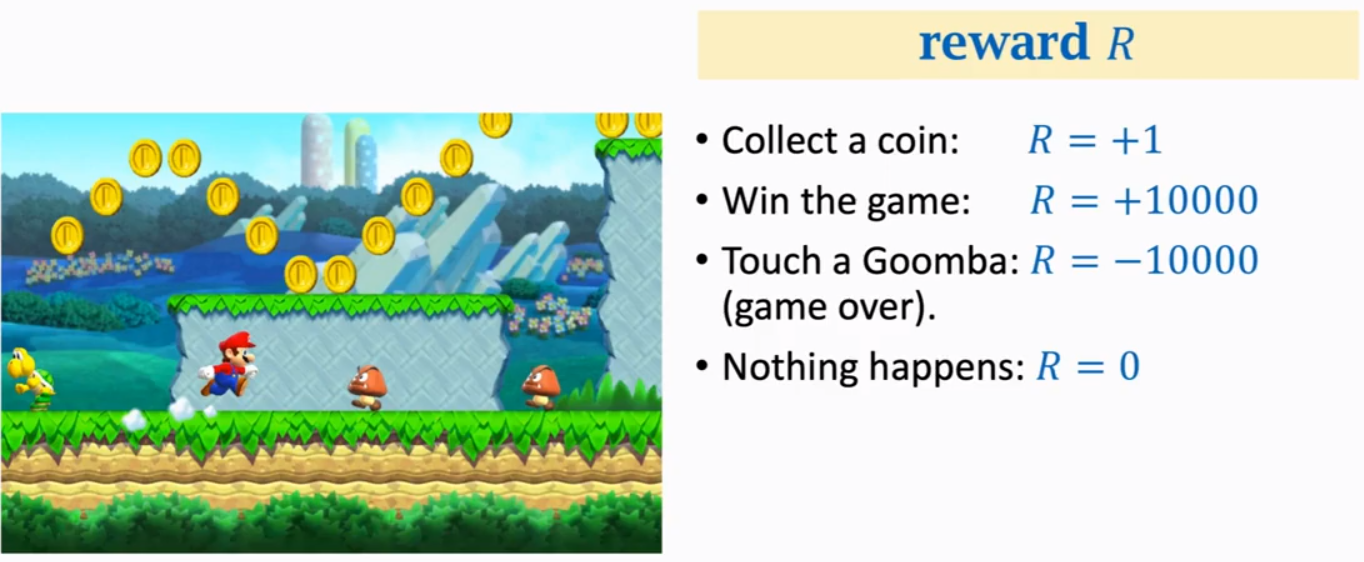 reward R
• Collect a coin: R = +1
• Win the game: R = +10000
• Touch a Goomba: R = −10000
(game over).
• Nothing happens: R = 0